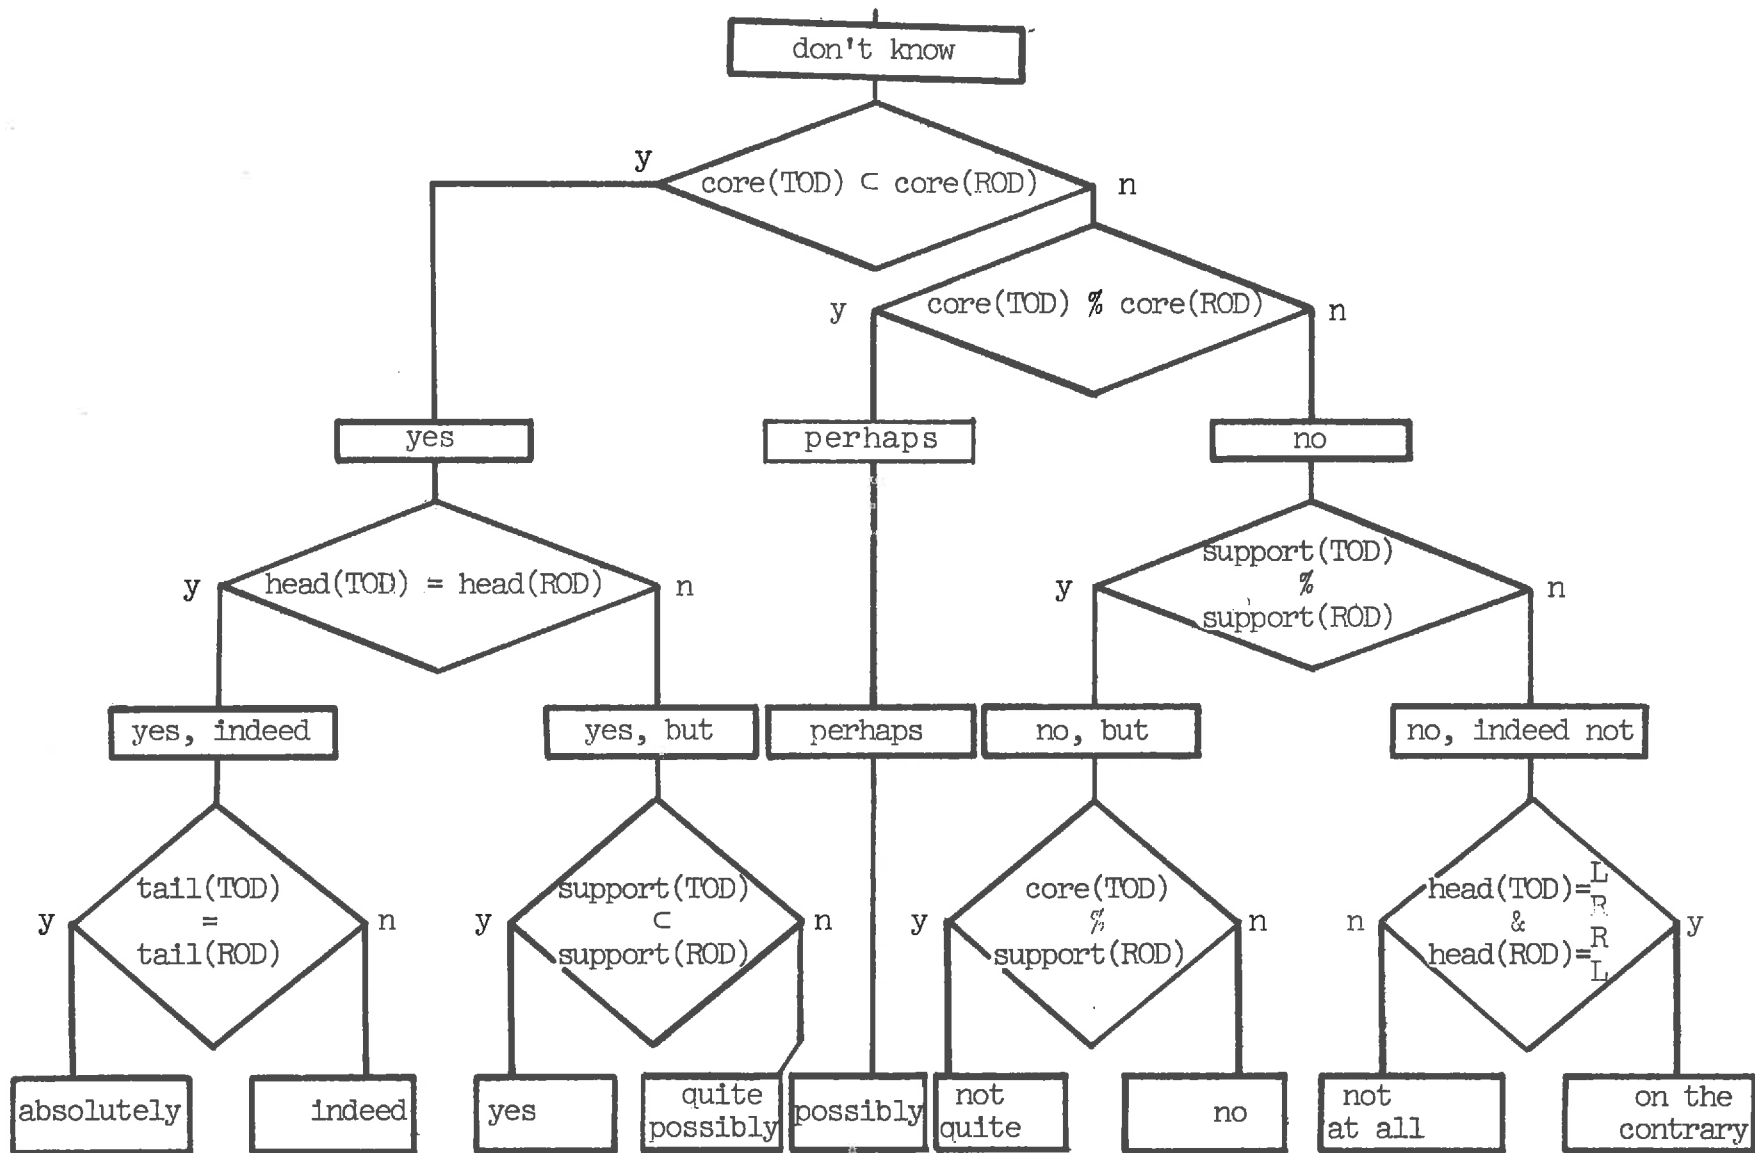 don't know
y
core(TOD) ⊂ core(ROD)
n
y
core(TOD) % core(ROD)
n
yes
perhaps
no
y
head(TOD) = head(ROD)
n
y
support(TOD)
%
support(ROD)
n
yes, indeed
yes, but
perhaps
no, but
no, indeed not
y
tail(TOD)
=
tail(ROD)
n
y
support(TOD)
⊂
support(ROD)
n
y
core(TOD)
%
support(ROD)
n
n
L
head(TOD)=
R
&
R
head(ROD)=
L
y
absolutely
indeed
yes
quite
possibly
possibly
not
quite
no
not
at all
on the
contrary